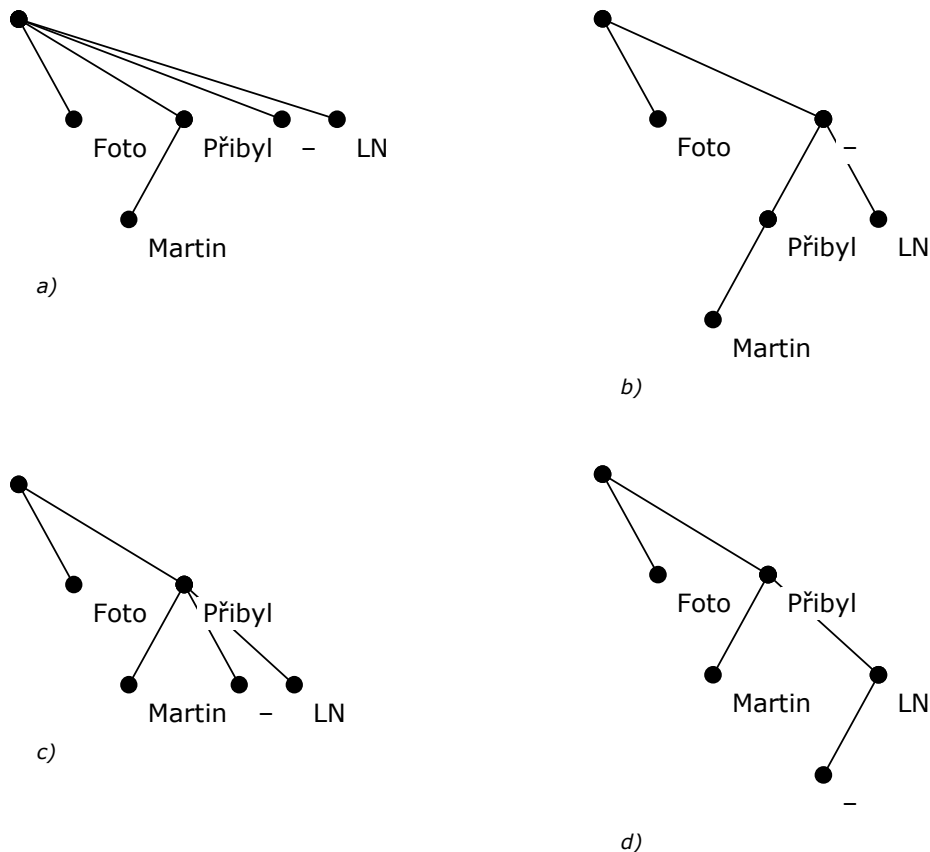 Foto Přibyl – LN
Martin
a)
Foto –
Přibyl LN
Martin
b)
Foto Přibyl
Martin – LN
c)
Foto Přibyl
Martin LN
–
d)